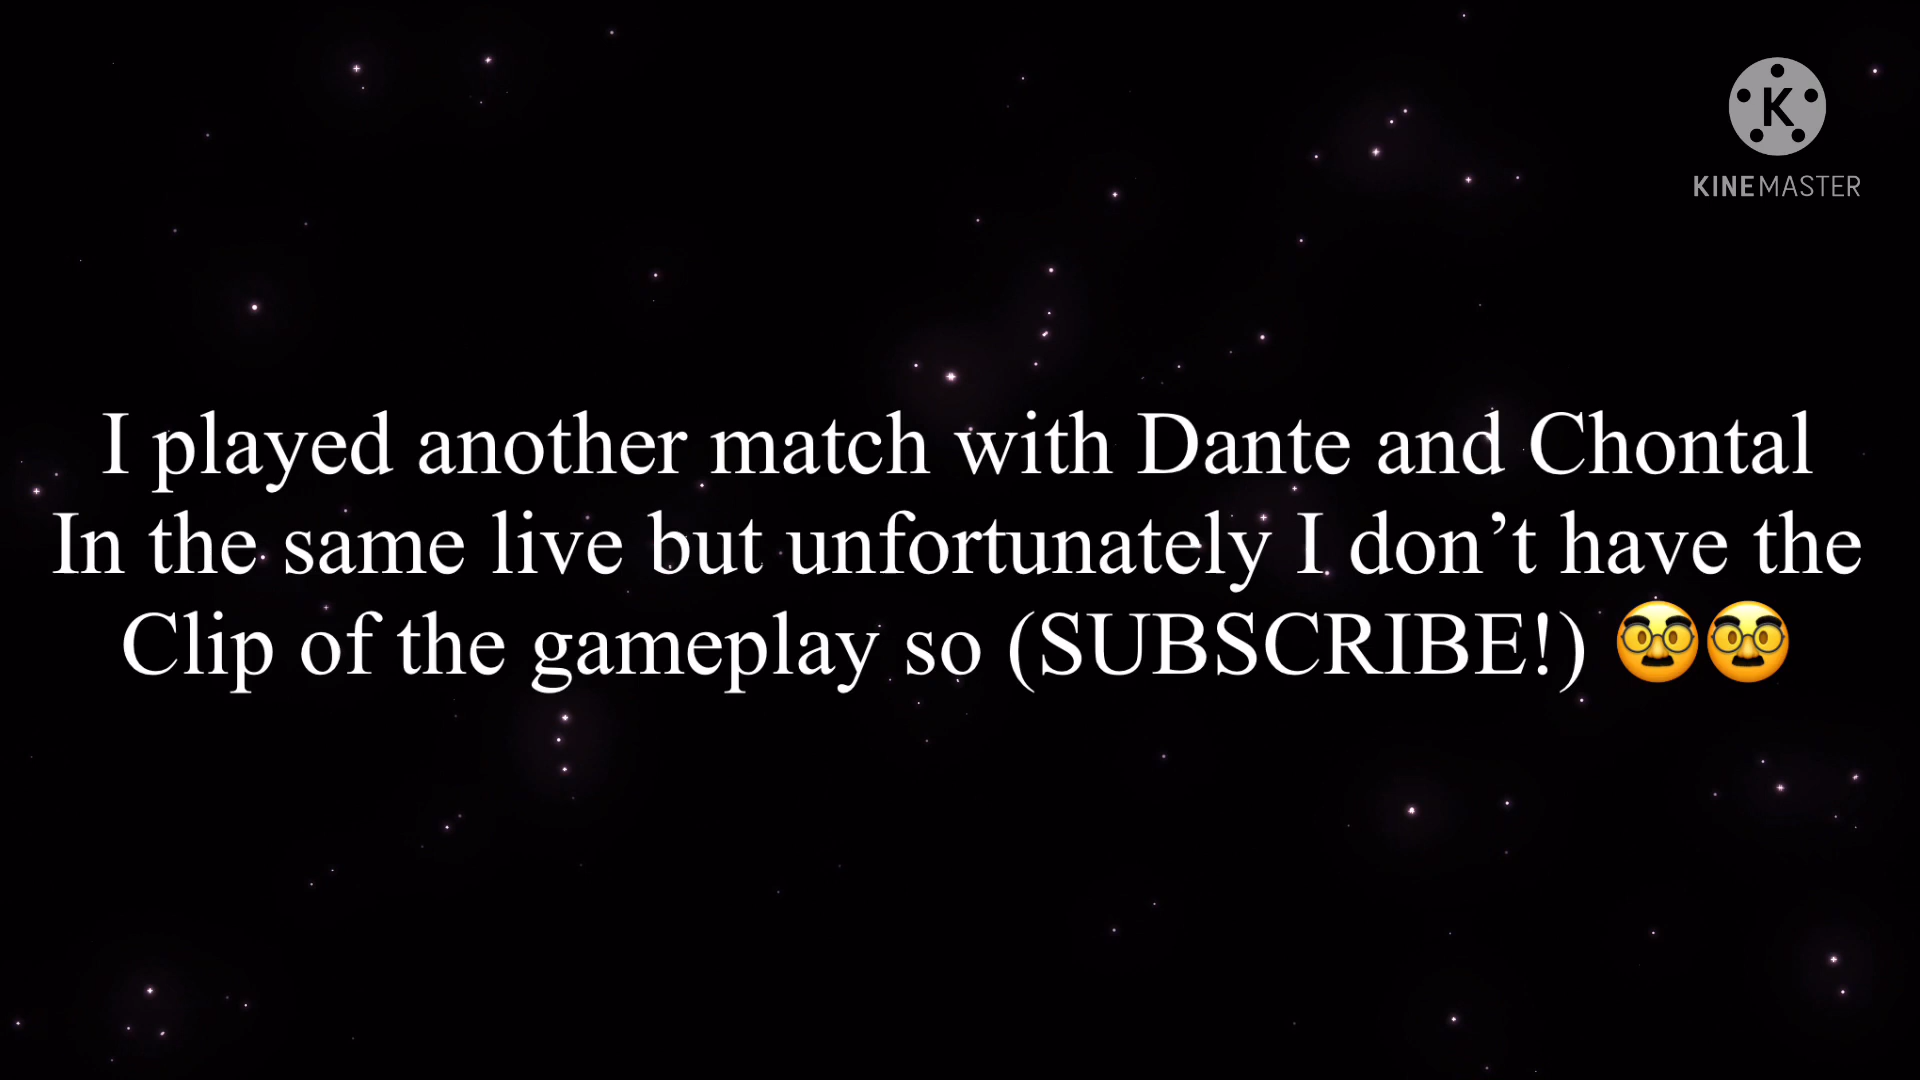 K
KINEMASTER
I played another match with Dante and Chontal
In the same live but unfortunately I don’t have the
Clip of the gameplay so (SUBSCRIBE!) 🥸🥸